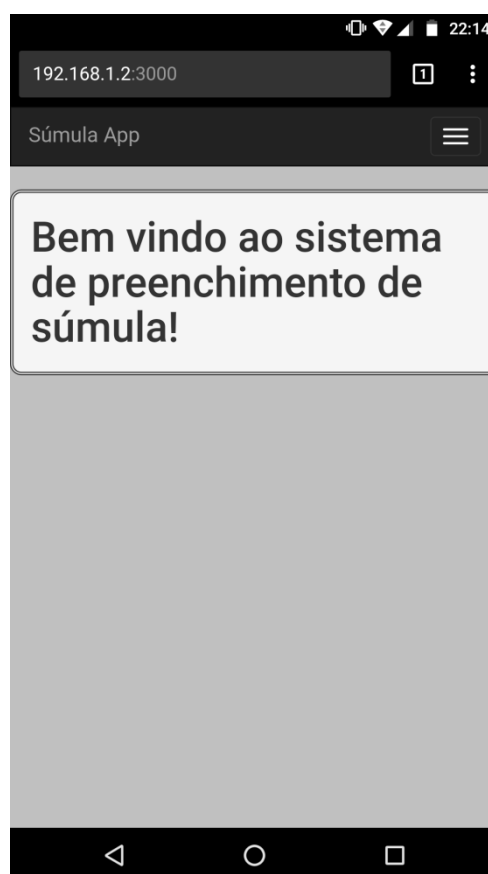 22:14
192.168.1.2:3000
1
Súmula App
Bem vindo ao sistema
de preenchimento de
súmula!